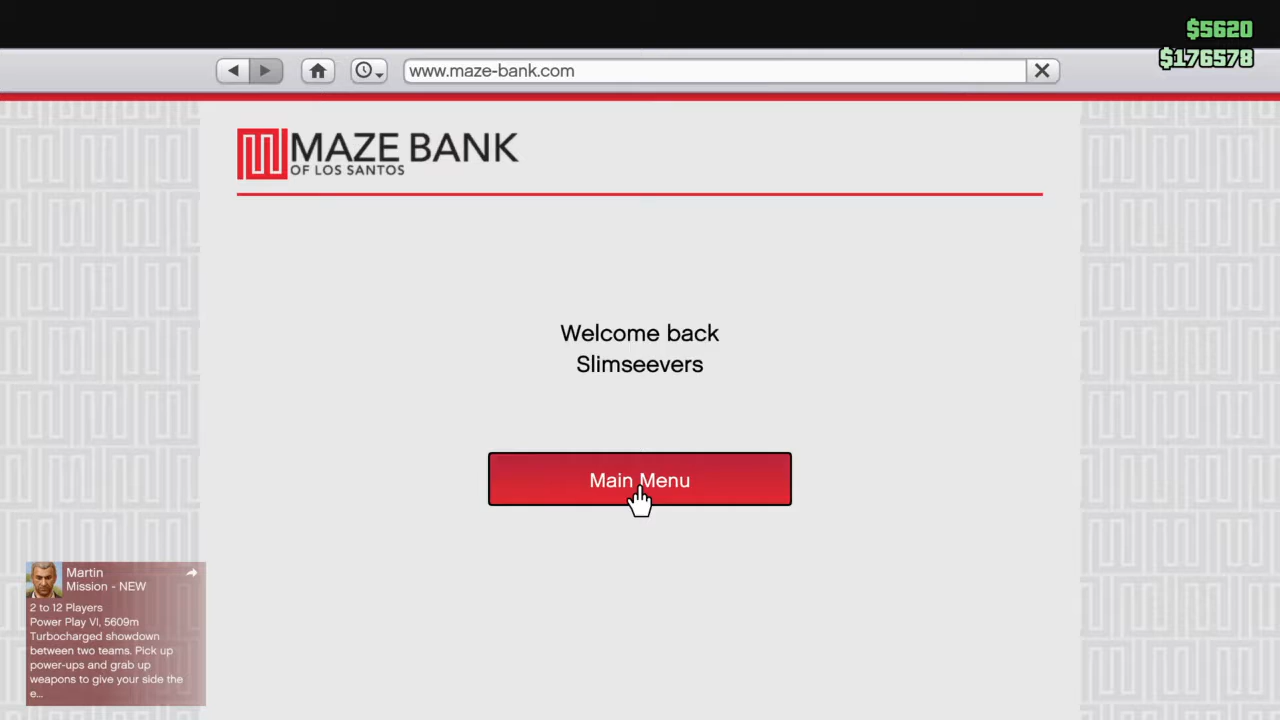 $5620
$176578
www.maze-bank.com
MAZE BANK
OF LOS SANTOS
Welcome back
Slimseevers
Main Menu
Martin
Mission - NEW
2 to 12 Players
Power Play VI, 5609m
Turbocharged showdown
between two teams. Pick up
power-ups and grab up
weapons to give your side the
e...